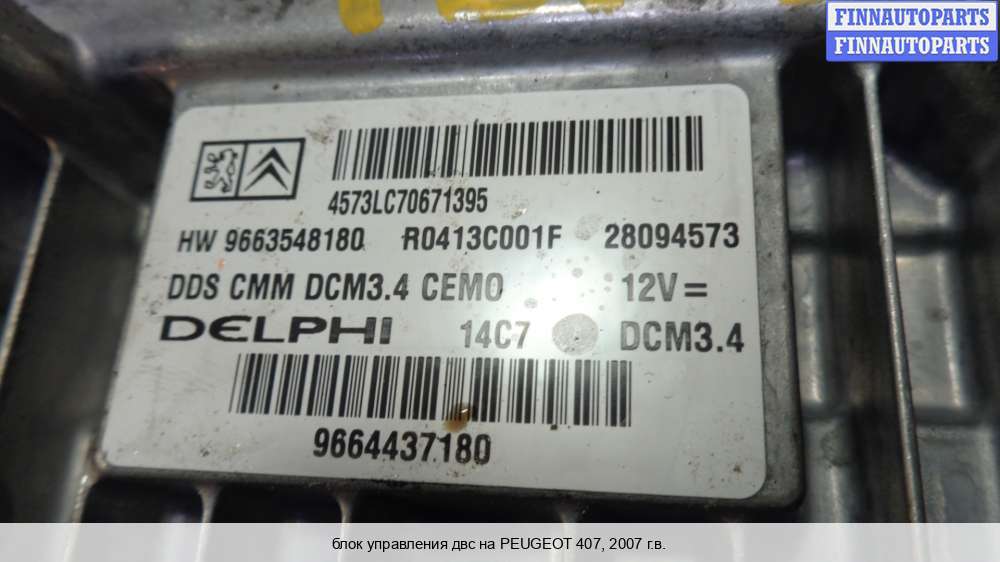 FINNAUTOPARTS
FINNAUTOPARTS
4573LC70671395
HW 9663548180 R0413C001F 28094573
DDS CMM DCM3.4 CEMO 12V =
DELPHI 14C7 DCM3.4
9664437180
блок управления двс на PEUGEOT 407, 2007 г.в.